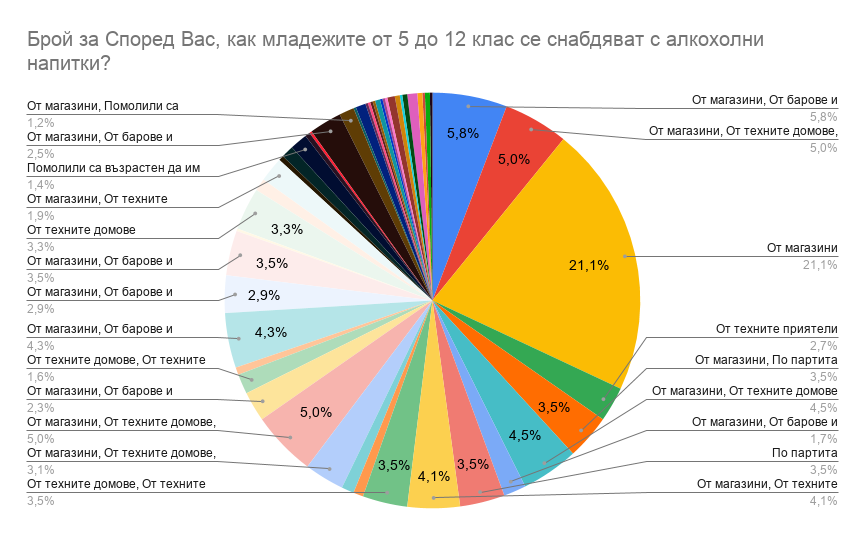 Брой за Според Вас, как младежите от 5 до 12 клас се снабдяват с алкохолни
напитки?
От магазини, Помолили са
1,2%
От магазини, От барове и
2,5%
Помолили са възрастен да им
1,4%
От магазини, От техните
1,9%
От техните домове
3,3%
От магазини, От барове и
3,5%
От магазини, От барове и
2,9%
От магазини, От барове и
4,3%
От техните домове, От техните
1,6%
От магазини, От барове и
2,3%
От магазини, От техните домове,
5,0%
От магазини, От техните домове,
3,1%
От техните домове, От техните
3,5%
5,8%
5,0%
21,1%
3,5%
4,5%
3,5%
4,1%
3,5%
5,0%
4,3%
2,9%
3,5%
3,3%
От магазини, От барове и
5,8%
От магазини, От техните домове,
5,0%
От магазини
21,1%
От техните приятели
2,7%
От магазини, По партита
3,5%
От магазини, От техните домове
4,5%
От магазини, От барове и
1,7%
По партита
3,5%
От магазини, От техните
4,1%